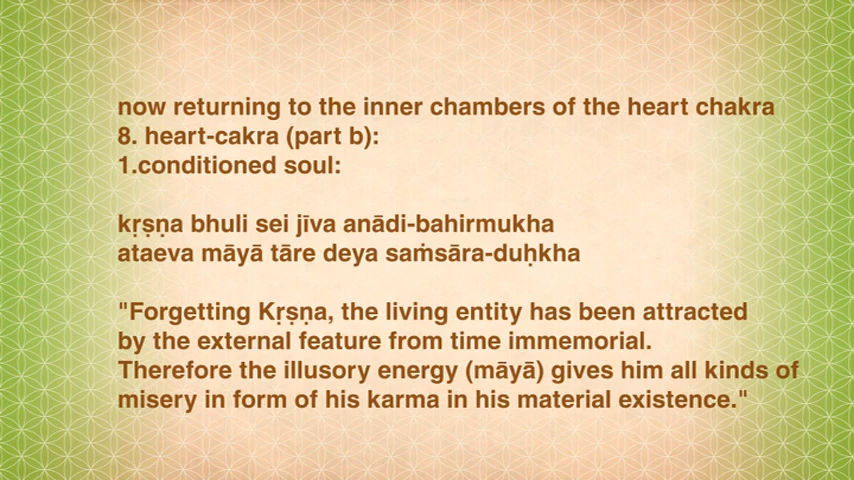 now returning to the inner chambers of the heart chakra
8. heart-cakra (part b):
1.conditioned soul:
kṛṣṇa bhuli sei jīva anādi-bahirmukha
ataeva māyā tāre deya saṁsāra-duḥkha
"Forgetting Kṛṣṇa, the living entity has been attracted
by the external feature from time immemorial.
Therefore the illusory energy (māyā) gives him all kinds of
misery in form of his karma in his material existence."